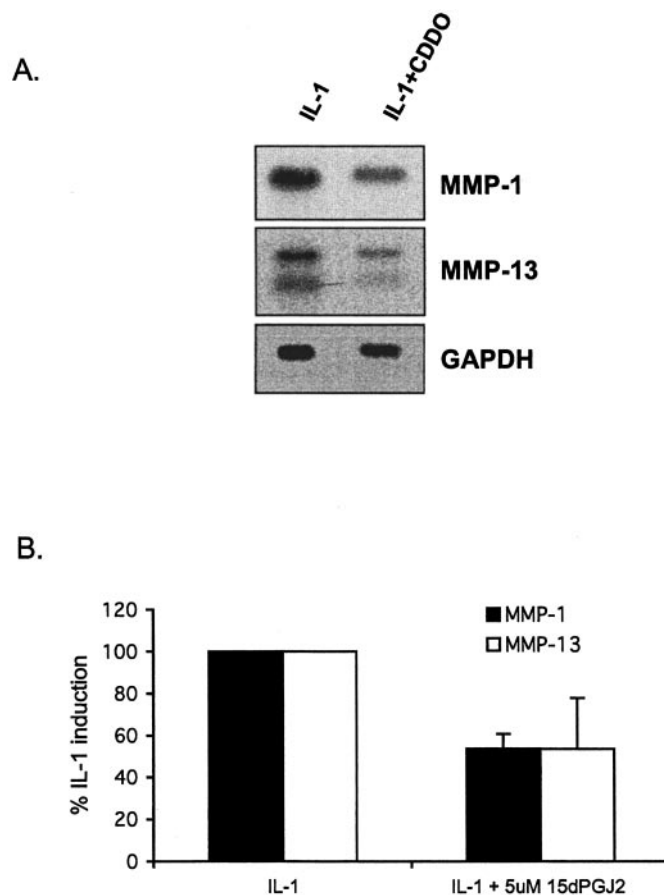 A.
IL-1
IL-1+CDDO
MMP-1
MMP-13
GAPDH
B.
120
100
80
60
40
20
0
% IL-1 induction
MMP-1
MMP-13
IL-1
IL-1 + 5uM 15dPGJ2